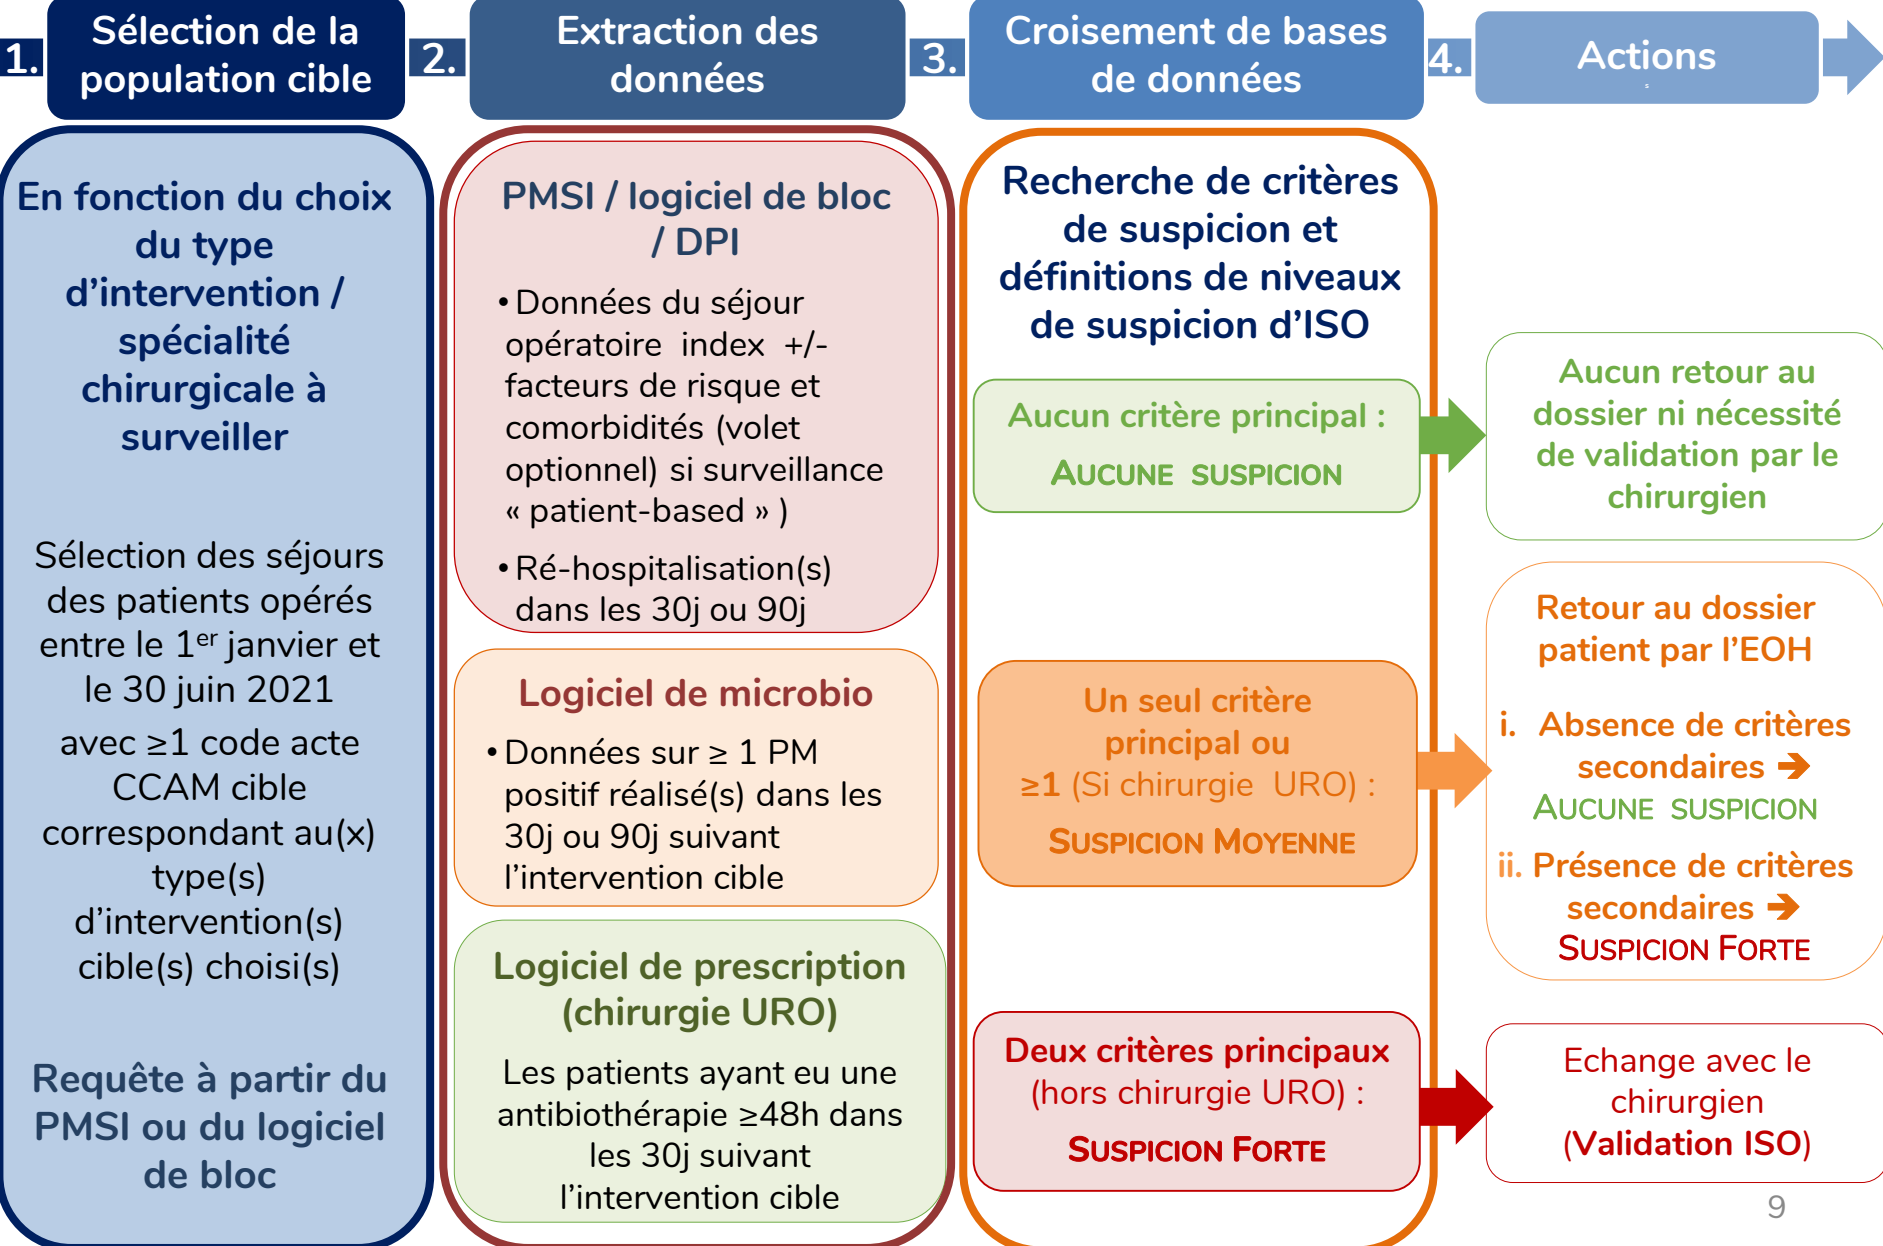 1.
Sélection de la
population cible
2.
Extraction des
données
3.
Croisement de bases
de données
4.
Actions
En fonction du choix
du type
d’intervention /
spécialité
chirurgicale à
surveiller
Sélection des séjours
des patients opérés
entre le 1er janvier et
le 30 juin 2021
avec ≥1 code acte
CCAM cible
correspondant au(x)
type(s)
d’intervention(s)
cible(s) choisi(s)
Requête à partir du
PMSI ou du logiciel
de bloc
PMSI / logiciel de bloc
/ DPI
• Données du séjour
opératoire index +/-
facteurs de risque et
comorbidités (volet
optionnel) si surveillance
« patient-based » )
• Ré-hospitalisation(s)
dans les 30j ou 90j
Logiciel de microbio
• Données sur ≥ 1 PM
positif réalisé(s) dans les
30j ou 90j suivant
l’intervention cible
Logiciel de prescription
(chirurgie URO)
Les patients ayant eu une
antibiothérapie ≥48h dans
les 30j suivant
l’intervention cible
Recherche de critères
de suspicion et
définitions de niveaux
de suspicion d’ISO
Aucun critère principal :
AUCUNE SUSPICION
Un seul critère
principal ou
≥1 (Si chirurgie URO) :
SUSPICION MOYENNE
Deux critères principaux
(hors chirurgie URO) :
SUSPICION FORTE
Aucun retour au
dossier ni nécessité
de validation par le
chirurgien
Retour au dossier
patient par l’EOH
i. Absence de critères
secondaires ➔
AUCUNE SUSPICION
ii. Présence de critères
secondaires ➔
SUSPICION FORTE
Echange avec le
chirurgien
(Validation ISO)
9